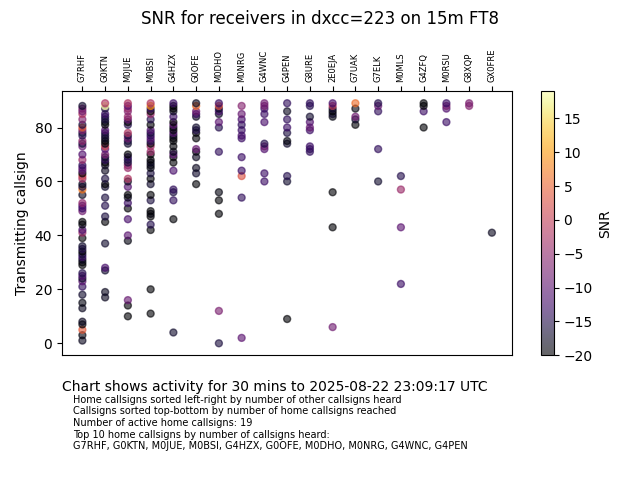 SNR for receivers in dxcc=223 on 15m FT8
G7RHF G0KTN M0JUE M0BSI G4HZX G0OFE M0DHO M0NRG G4WNC G4PEN G8URE 2E0EJA G7UAK G7ELK M0MLS G4ZFQ M0RSU G8XQP GX0FRE
80
60
40
20
0
Transmitting callsign
15
10
5
0
−5
−10
−15
−20
SNR
Chart shows activity for 30 mins to 2025-08-22 23:09:17 UTC
Home callsigns sorted left-right by number of other callsigns heard
Callsigns sorted top-bottom by number of home callsigns reached
Number of active home callsigns: 19
Top 10 home callsigns by number of callsigns heard:
G7RHF, G0KTN, M0JUE, M0BSI, G4HZX, G0OFE, M0DHO, M0NRG, G4WNC, G4PEN